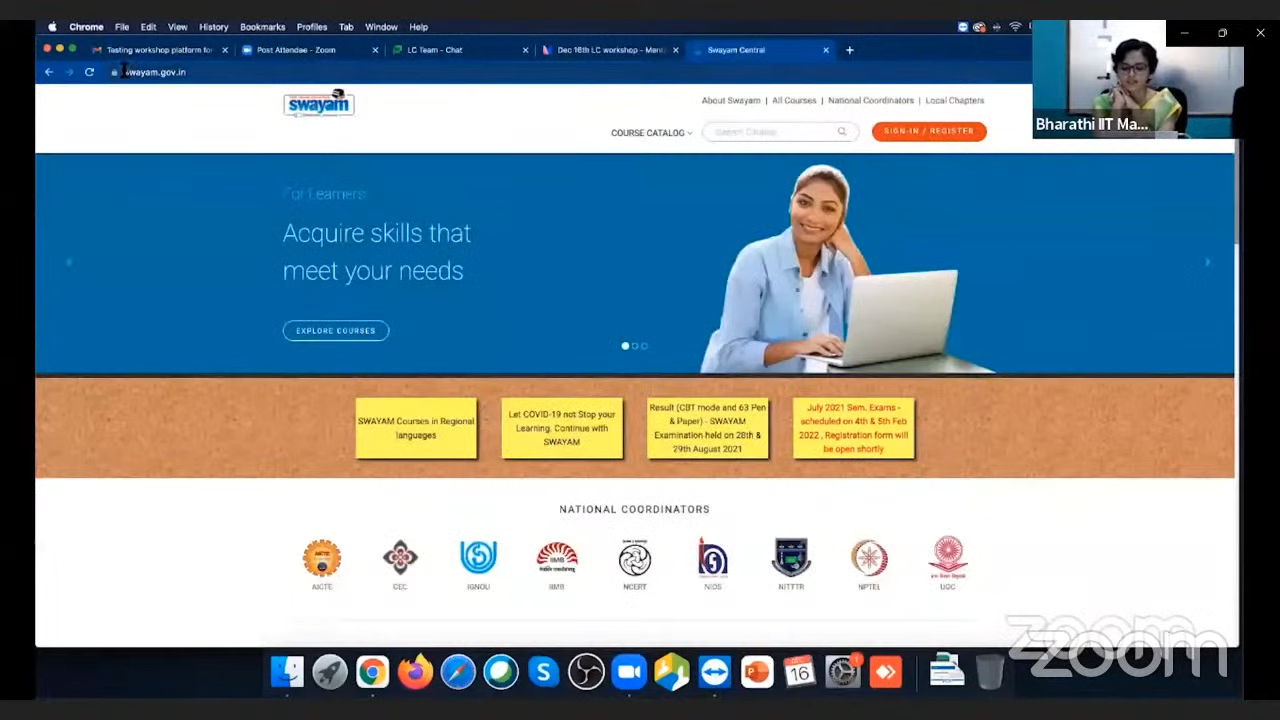 Chrome File Edit View History Bookmarks Profiles Tab Window Help
Testing workshop platform for
Post Attendee - Zoom
LC Team - Chat
Dec 16th LC workshop - Menti
Swayam Central
swayam.gov.in
swayam
About Swayam | All Courses | National Coordinators | Local Chapters
COURSE CATALOG
Search Catalog
SIGN-IN / REGISTER
Bharathi IIT Ma...
For Learners
Acquire skills that
meet your needs
EXPLORE COURSES
SWAYAM Courses in Regional
languages
Let COVID-19 not Stop your
Learning. Continue with
SWAYAM
Result (CBT mode and 63 Pen
& Paper) - SWAYAM
Examination held on 28th &
29th August 2021
July 2021 Sem. Exams -
scheduled on 4th & 5th Feb
2022 , Registration form will
be open shortly
NATIONAL COORDINATORS
AICTE
CEC
IGNOU
IIMB
NCERT
NIOS
NITTTR
NPTEL
UGC
zoom
zoom
DEC
16
1